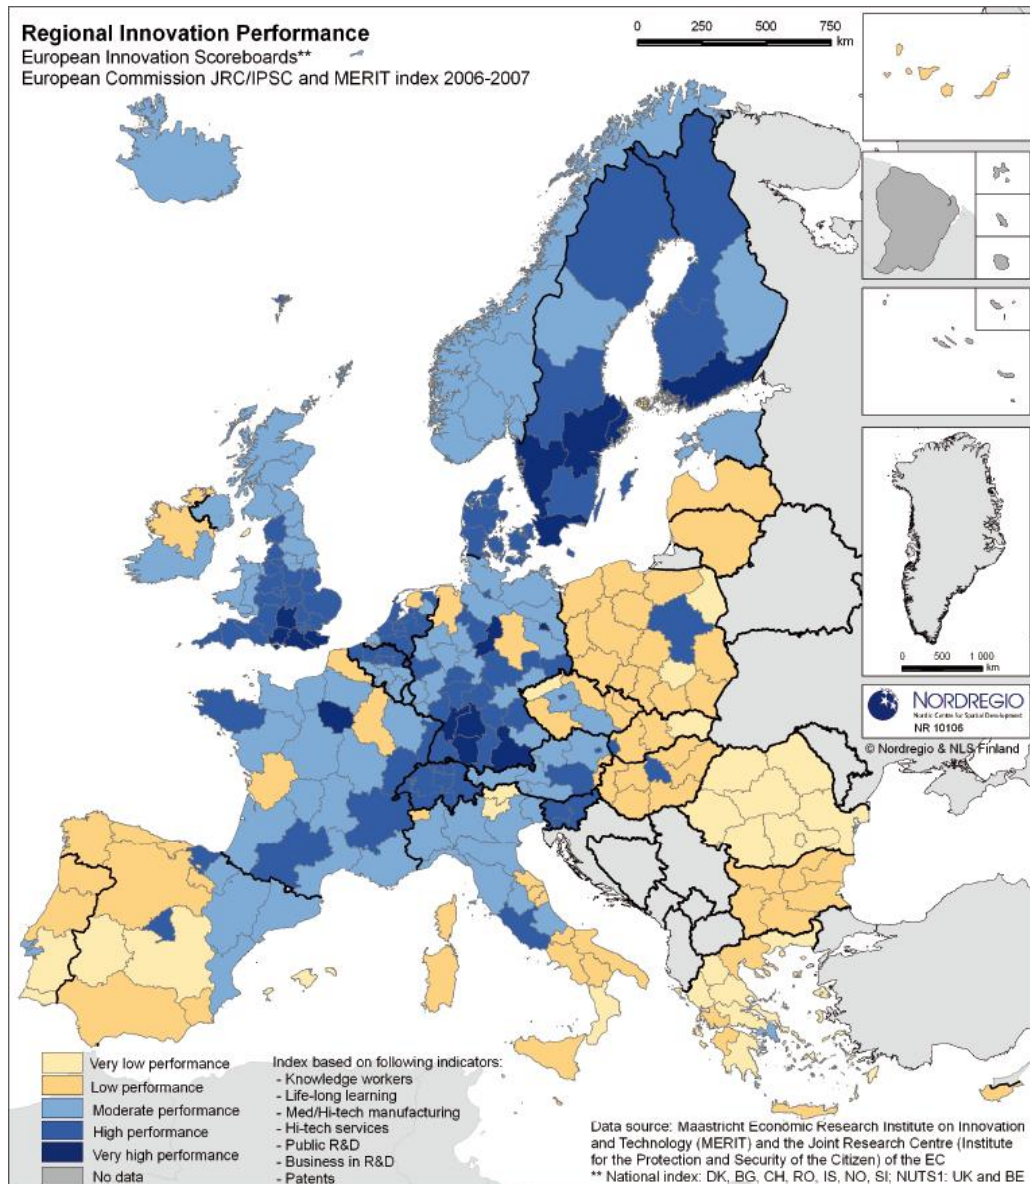 Regional Innovation Performance
European Innovation Scoreboards**
European Commission JRC/IPSC and MERIT index 2006-2007
0 250 500 750
km
0 500 1 000
km
NORDREGIO
Nordic Centre for Spatial Development
NR 10106
© Nordregio & NLS Finland
Very low performance
Low performance
Moderate performance
High performance
Very high performance
No data
Index based on following indicators:
- Knowledge workers
- Life-long learning
- Med/Hi-tech manufacturing
- Hi-tech services
- Public R&D
- Business in R&D
- Patents
Data source: Maastricht Economic Research Institute on Innovation
and Technology (MERIT) and the Joint Research Centre (Institute
for the Protection and Security of the Citizen) of the EC
** National index: DK, BG, CH, RO, IS, NO, SI; NUTS1: UK and BE